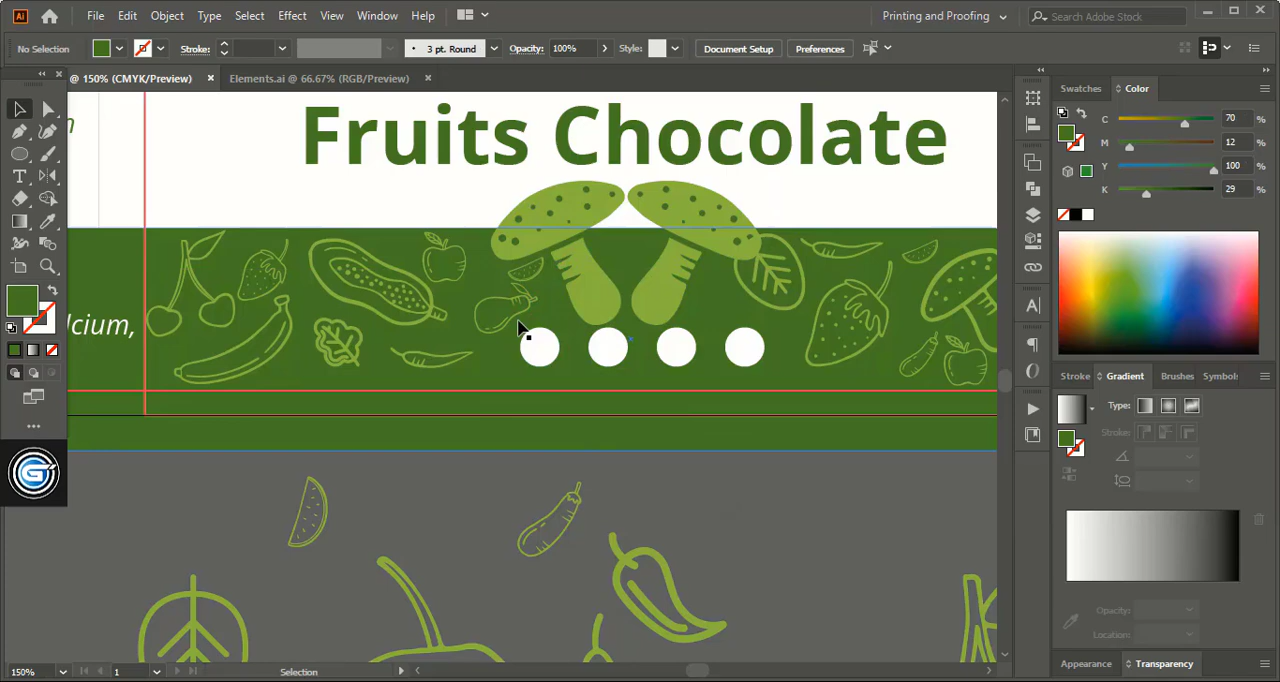 Ai File Edit Object Type Select Effect View Window Help Printing and Proofing Search Adobe Stock
No Selection Stroke: 3 pt. Round Opacity: 100% Style: Document Setup Preferences
@ 150% (CMYK/Preview) Elements.ai @ 66.67% (RGB/Preview)
Swatches Color
C 70 %
M 12 %
Y 100 %
K 29 %
Fruits Chocolate
lcium,
Stroke Gradient Brushes Symbols
Type:
Stroke:
Opacity:
Location:
150% 1 Selection
Appearance Transparency